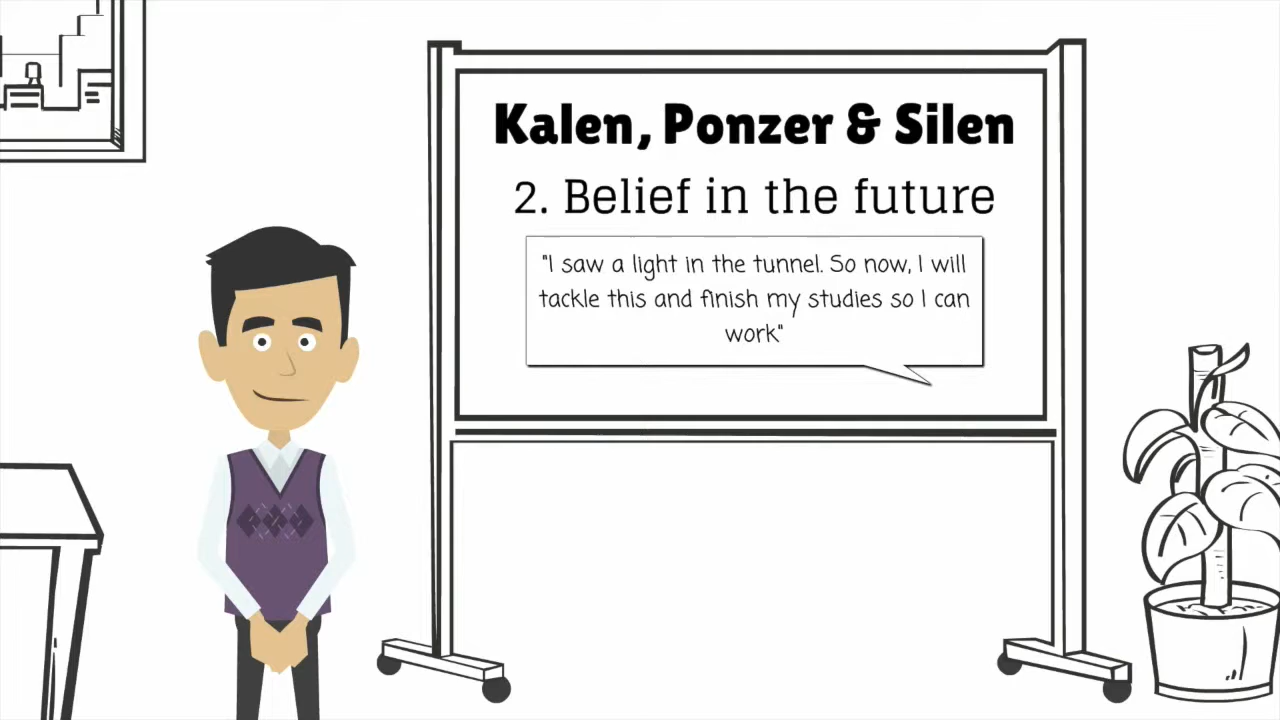 Kalen, Ponzer & Silen
2. Belief in the future
"I saw a light in the tunnel. So now, I will
tackle this and finish my studies so I can
work"